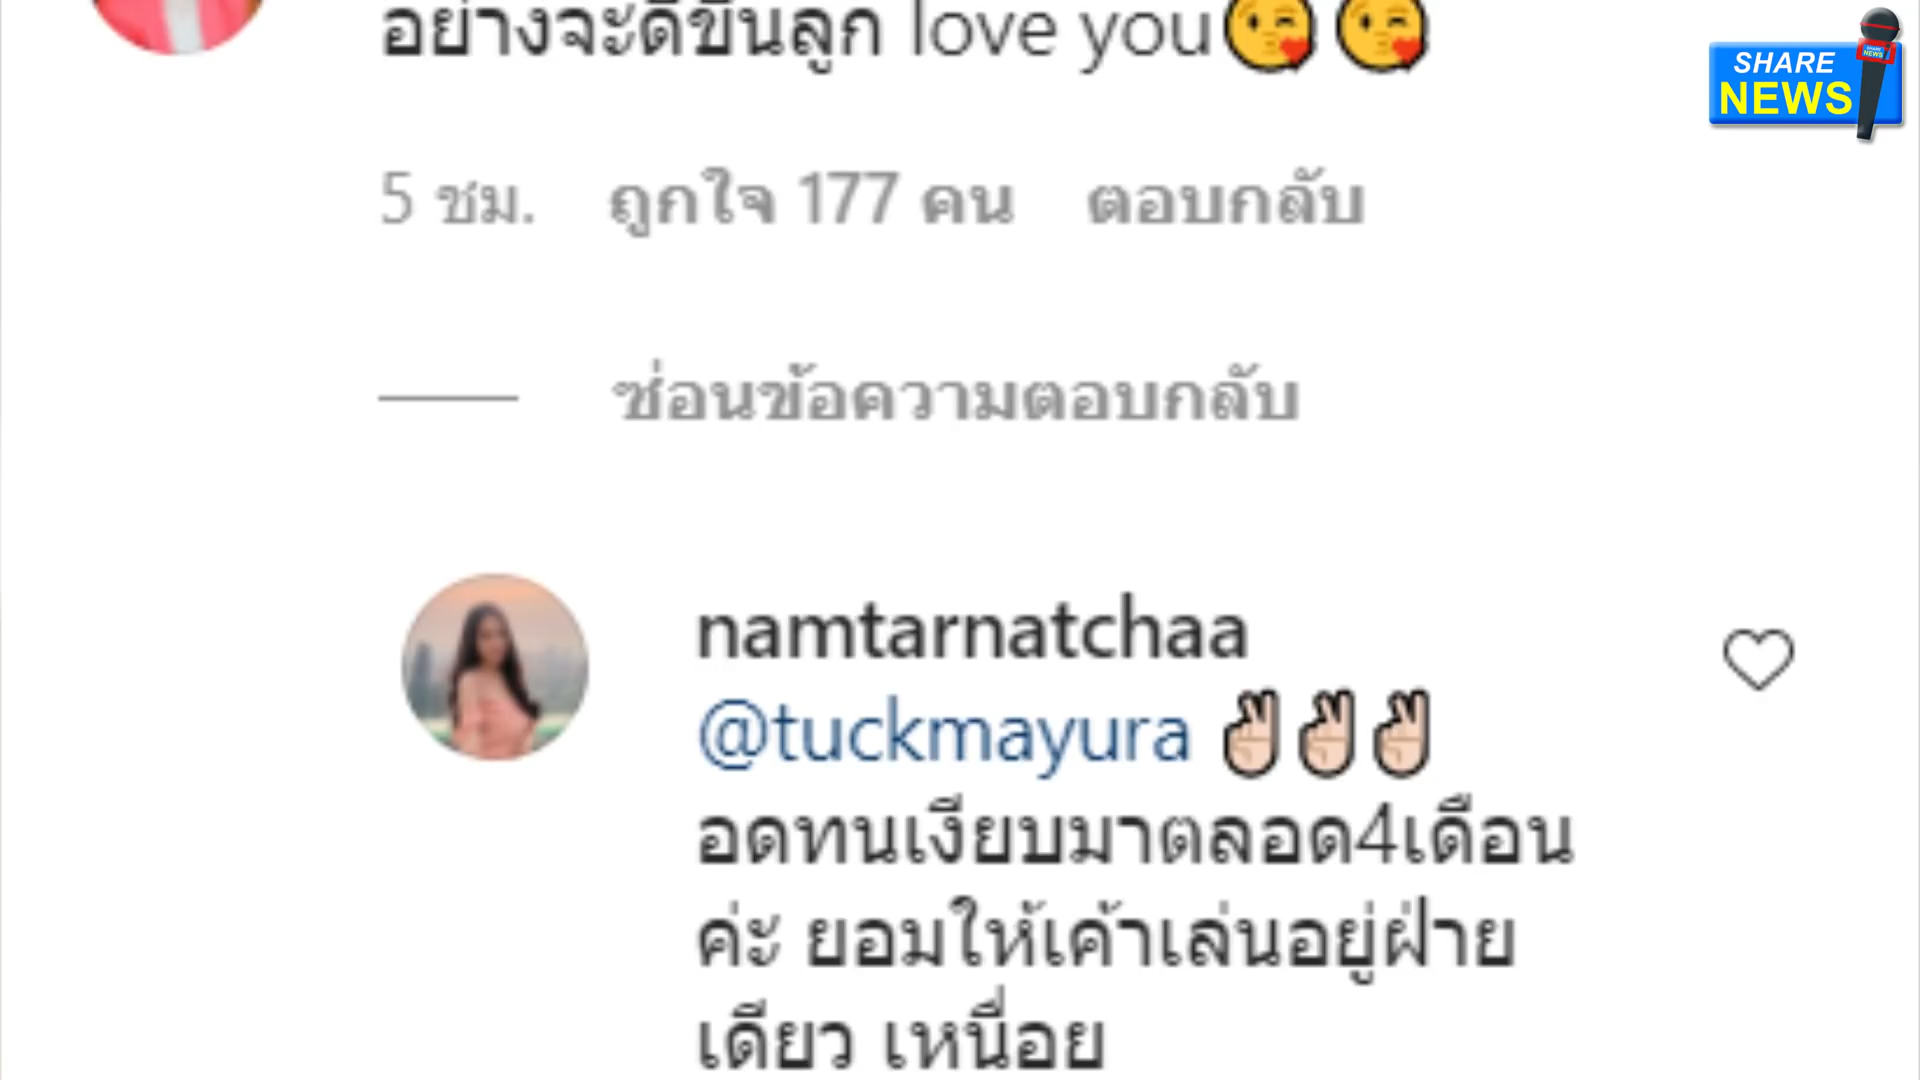 อย่างจะดีขึ้นลูก love you😘😘
SHARE
NEWS
5 ชม. ถูกใจ 177 คน ตอบกลับ
ซ่อนข้อความตอบกลับ
namtarnatchaa
@tuckmayura ✌🏻✌🏻✌🏻
อดทนเงียบมาตลอด4เดือน
ค่ะ ยอมให้เค้าเล่นอยู่ฝ่าย
เดียว เหนื่อย